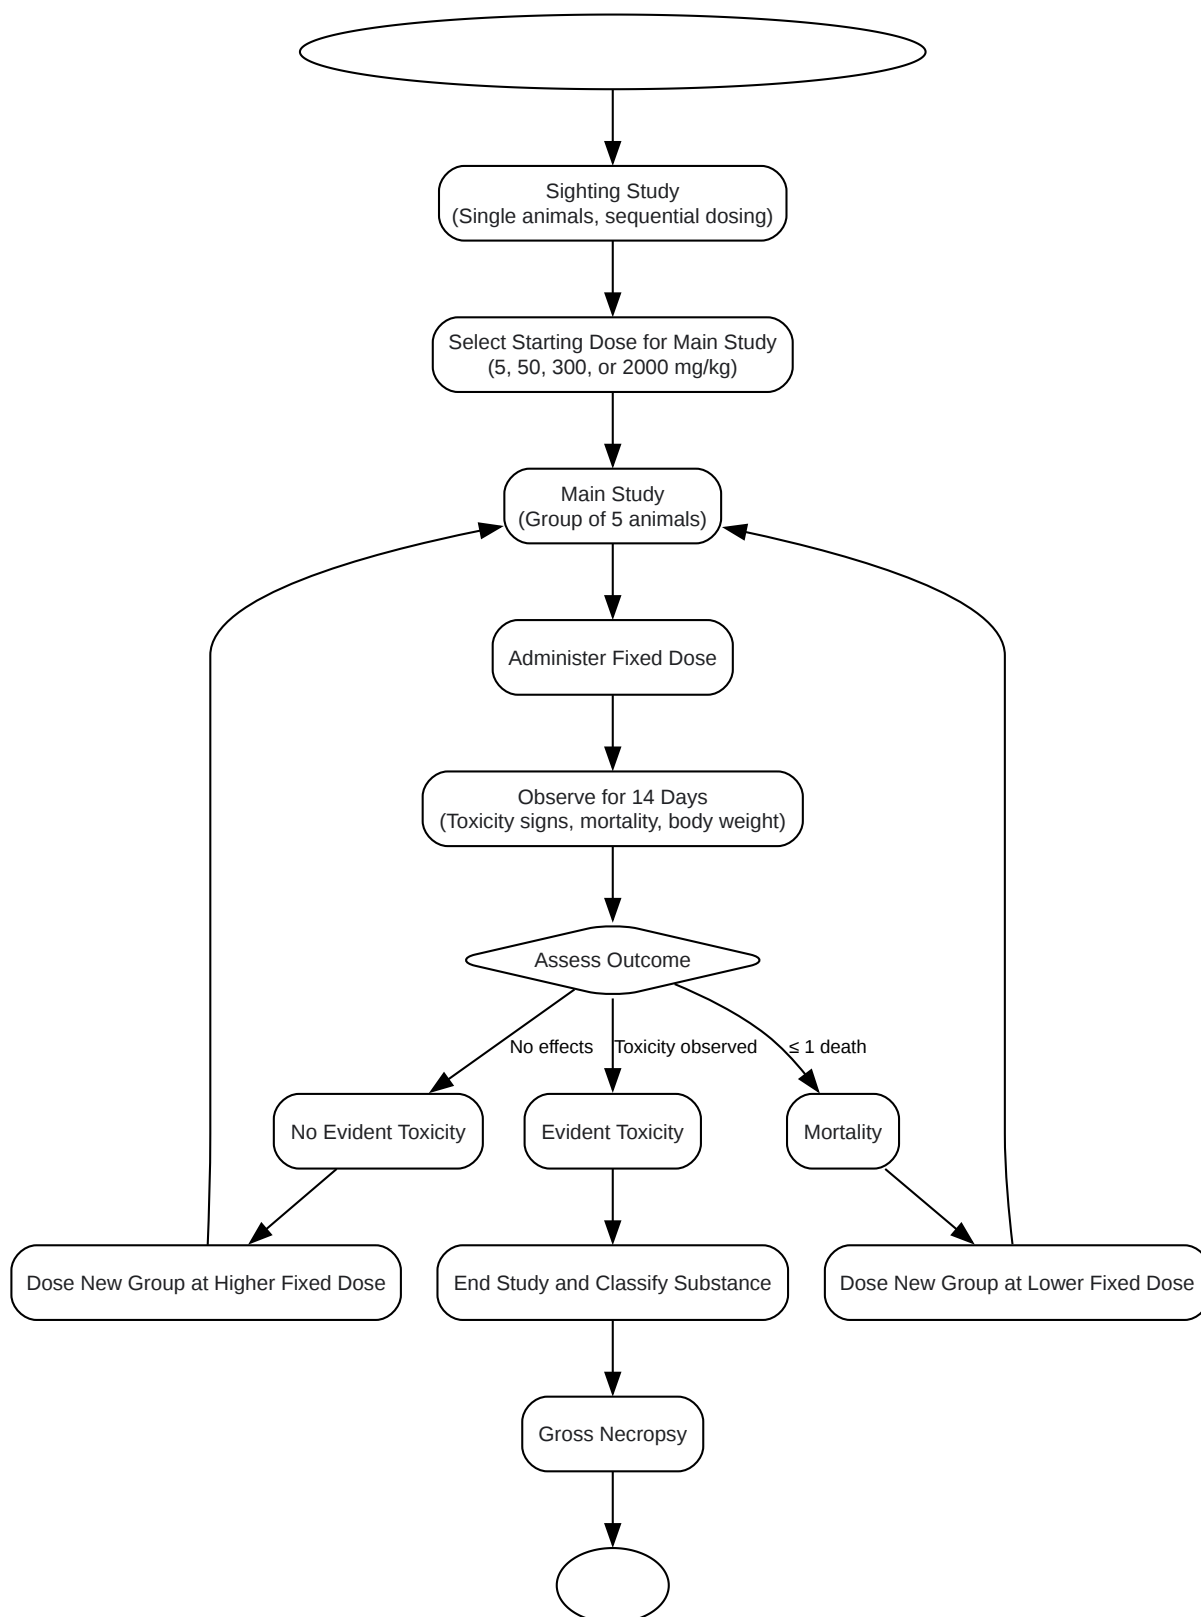 Sighting Study
(Single animals, sequential dosing)
Select Starting Dose for Main Study
(5, 50, 300, or 2000 mg/kg)
Main Study
(Group of 5 animals)
Administer Fixed Dose
Observe for 14 Days
(Toxicity signs, mortality, body weight)
Assess Outcome
No effects
Toxicity observed
≤ 1 death
No Evident Toxicity
Evident Toxicity
Mortality
Dose New Group at Higher Fixed Dose
End Study and Classify Substance
Dose New Group at Lower Fixed Dose
Gross Necropsy